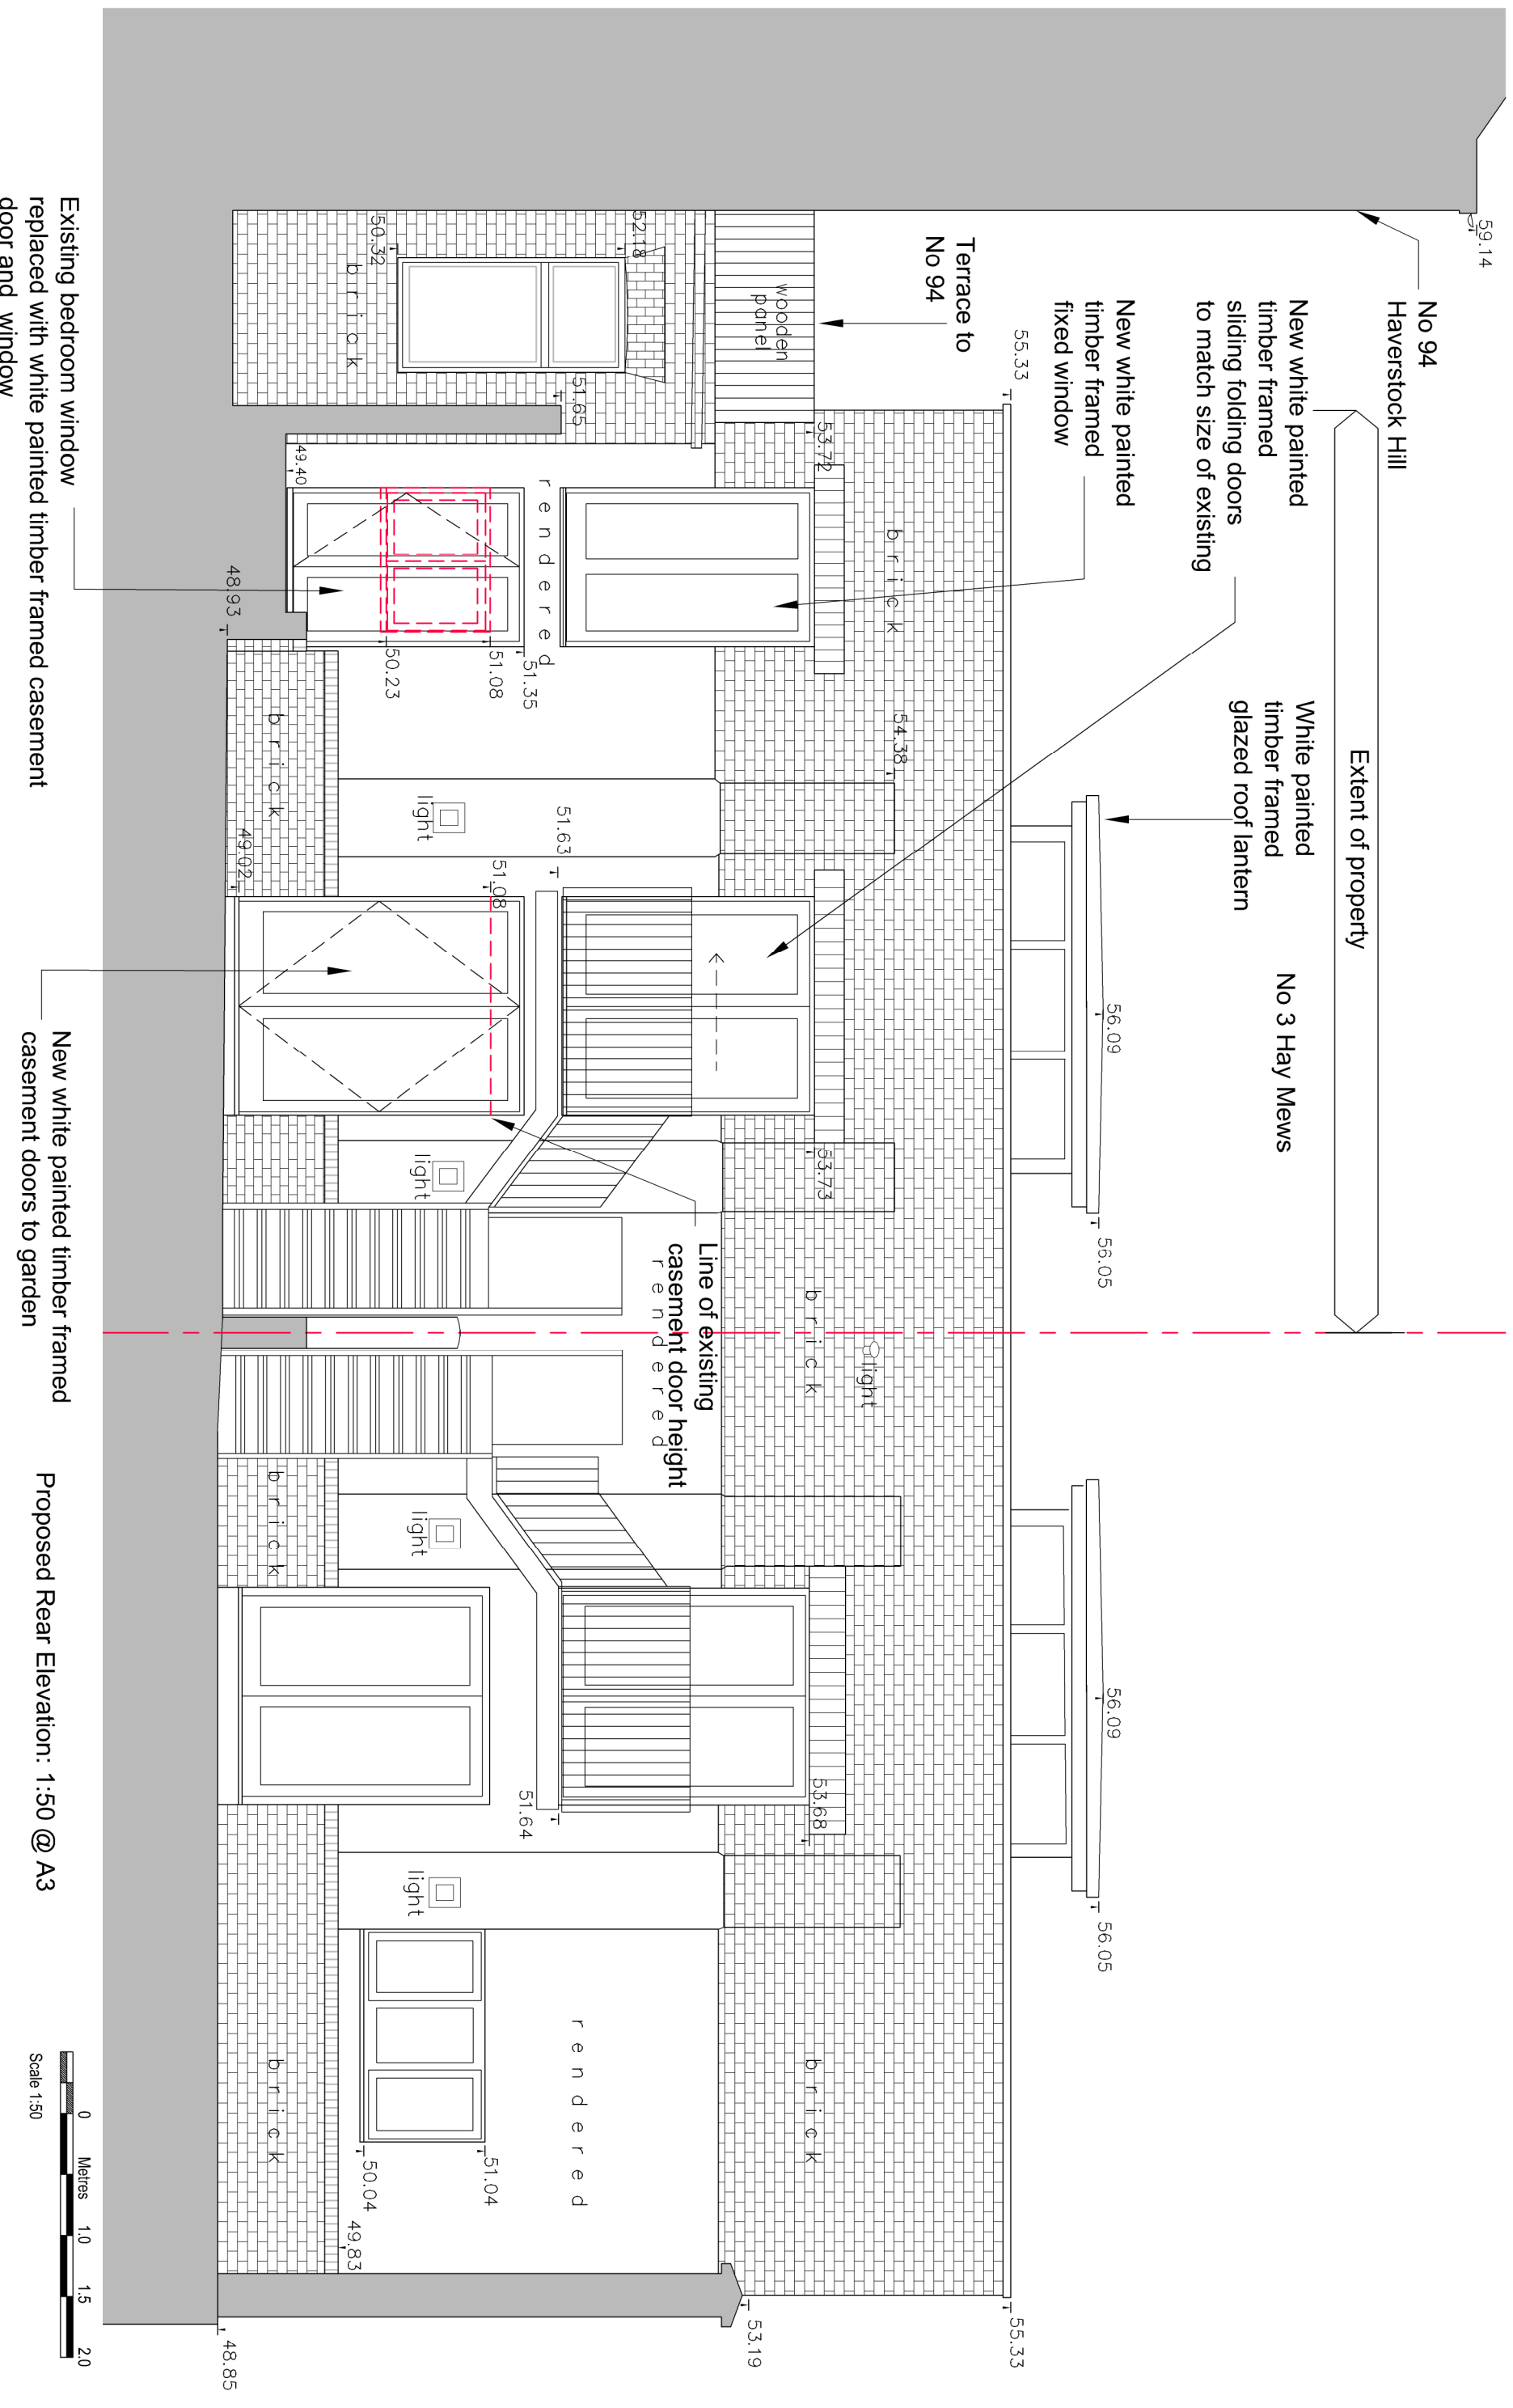 59.14
No 94
Haverstock Hill
Extent of property
New white painted
timber framed
sliding folding doors
to match size of existing
White painted
timber framed
glazed roof lantern
No 3 Hay Mews
56.09
56.05
56.09
56.05
55.33
55.33
New white painted
timber framed
fixed window
Terrace to
No 94
wooden
panel
53.72
brick
54.38
53.73
brick
light
53.68
brick
53.19
Line of existing
casement door height
rendered
52.18
50.32
brick
51.65
rendered
51.35
51.08
50.23
49.40
51.63
51.08
light
light
light
light
51.64
rendered
51.04
50.04
49.83
48.93
brick
49.02
brick
brick
48.85
Existing bedroom window
replaced with white painted timber framed casement
door and window
New white painted timber framed
casement doors to garden
Proposed Rear Elevation: 1:50 @ A3
0 Metres 1.0 1.5 2.0
Scale 1:50